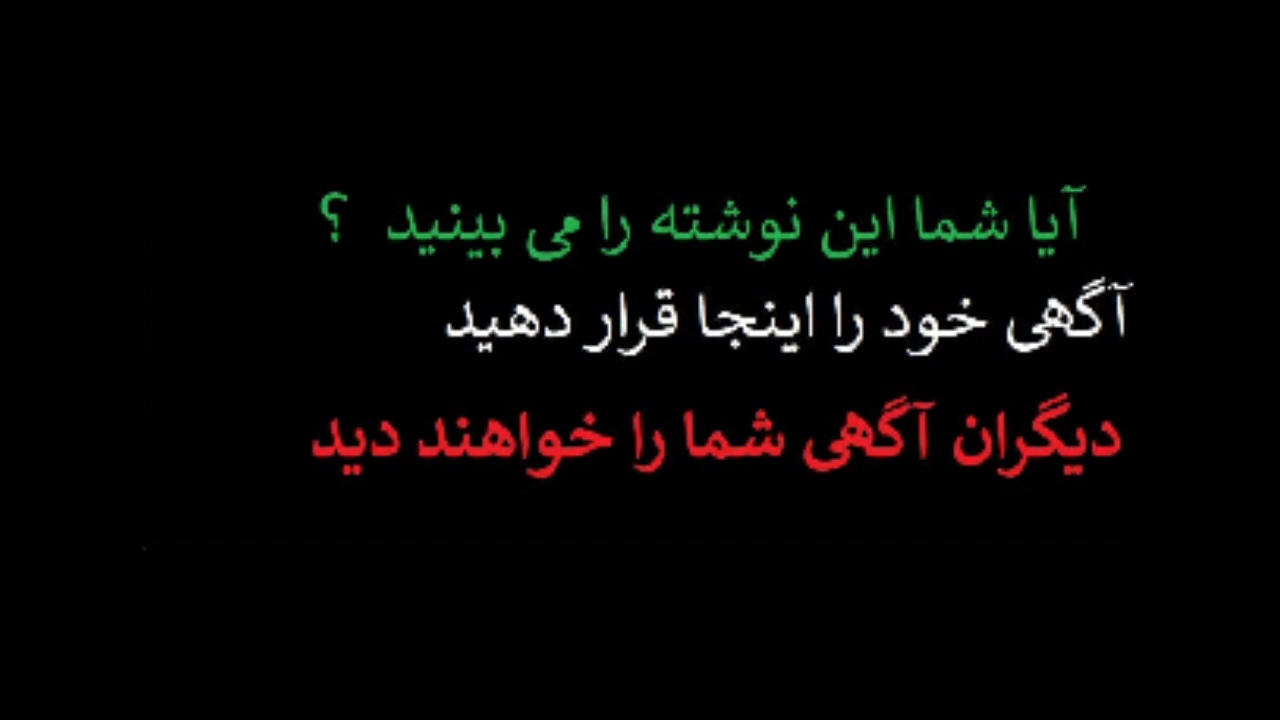 آیا شما این نوشته را می بینید ؟
آگهی خود را اینجا قرار دهید
دیگران آگهی شما را خواهند دید